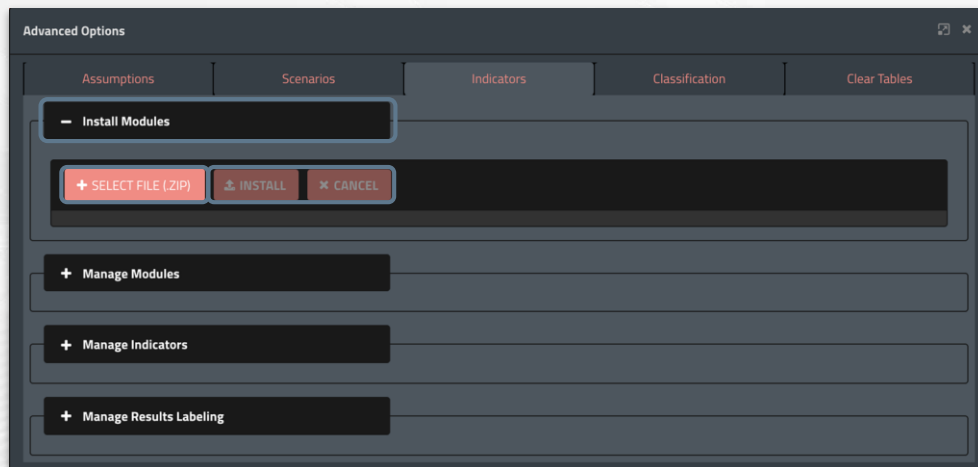 Advanced Options
Assumptions Scenarios Indicators Classification Clear Tables
Install Modules
SELECT FILE (.ZIP) INSTALL CANCEL
Manage Modules
Manage Indicators
Manage Results Labeling